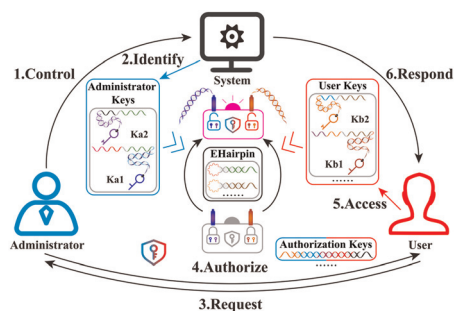 2.Identify
1.Control
System
6.Respond
Administrator
Keys
Ka2
Ka1
User Keys
Kb2
Kb1
......
EHairpin
......
5.Access
Administrator
4.Authorize
Authorization Keys
......
User
3.Request